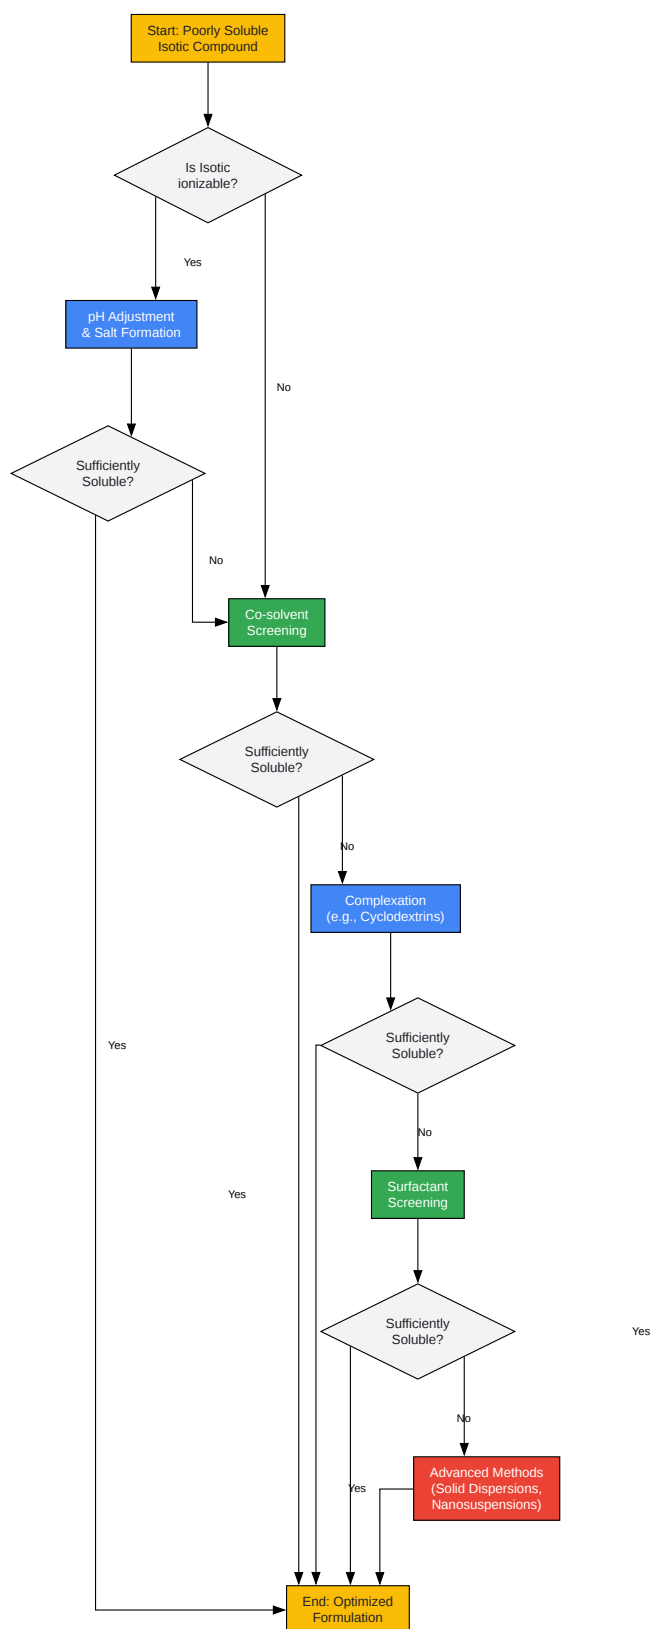 Start: Poorly Soluble
Isotic Compound
Is Isotic
ionizable?
Yes
pH Adjustment
& Salt Formation
No
Sufficiently
Soluble?
No
Co-solvent
Screening
Sufficiently
Soluble?
No
Complexation
(e.g., Cyclodextrins)
Sufficiently
Soluble?
Yes
No
Surfactant
Screening
Yes
Sufficiently
Soluble?
Yes
No
Advanced Methods
(Solid Dispersions,
Nanosuspensions)
Yes
End: Optimized
Formulation